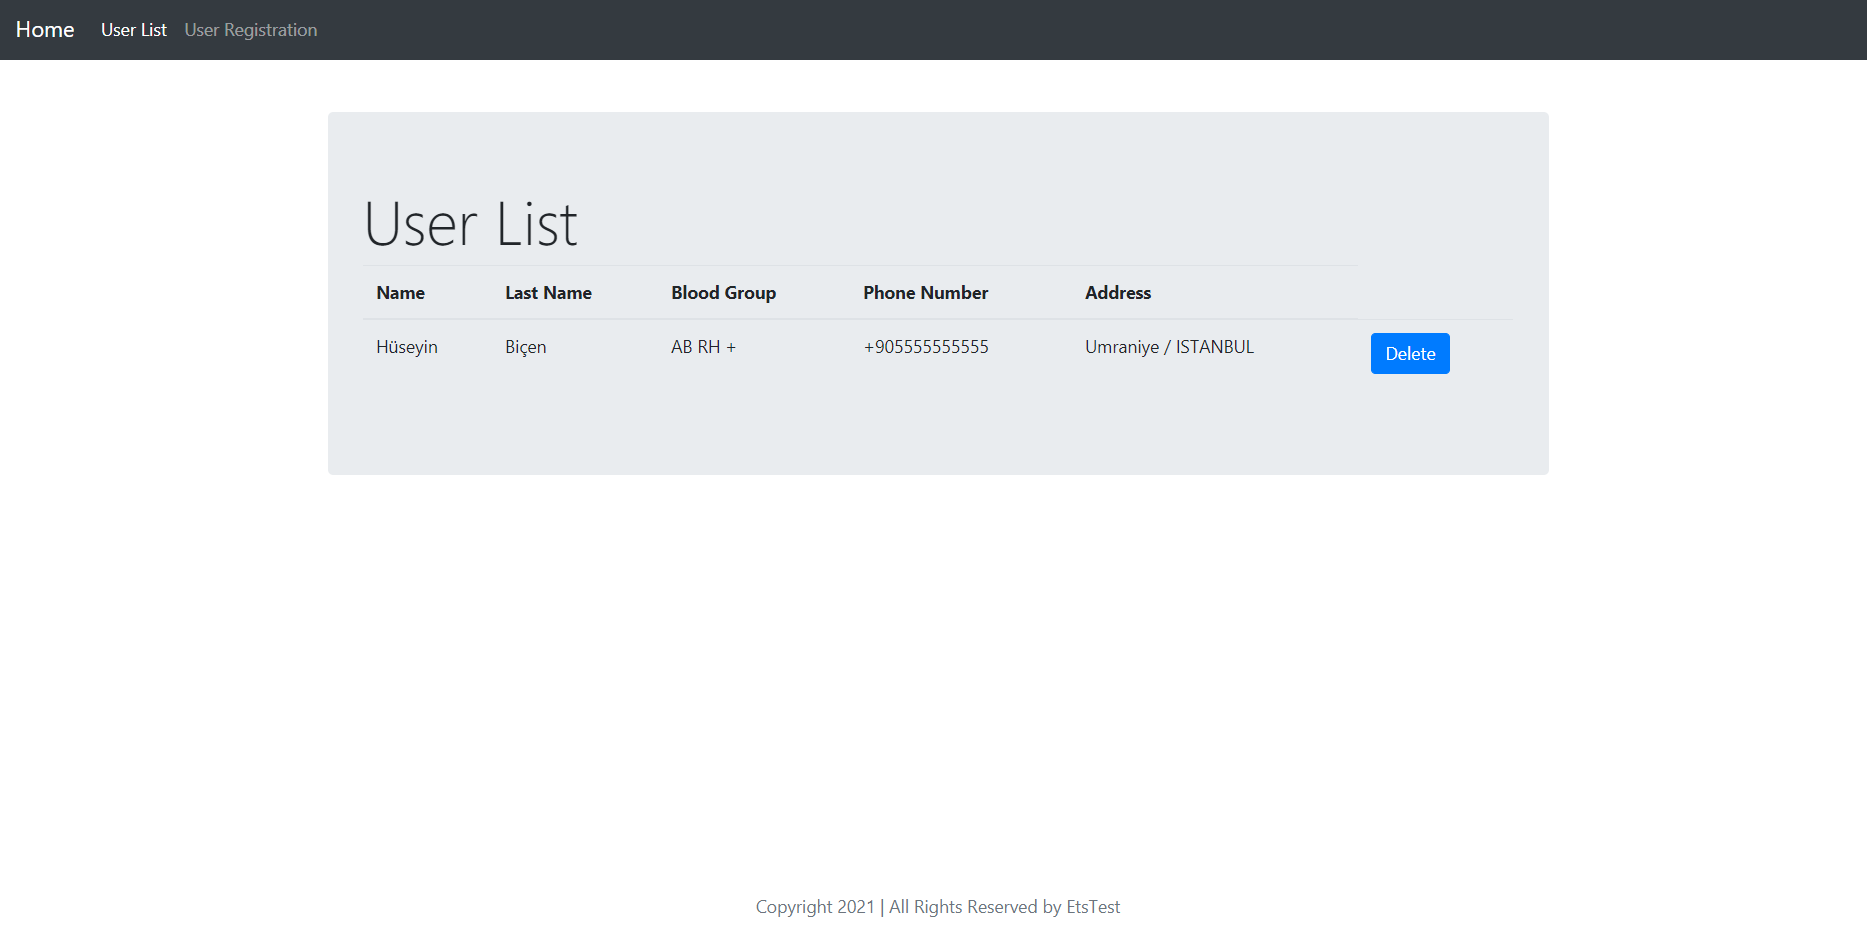 Home User List User Registration
User List
Name Last Name Blood Group Phone Number Address
Hüseyin Biçen AB RH + +905555555555 Umraniye / ISTANBUL Delete
Copyright 2021 | All Rights Reserved by EtsTest